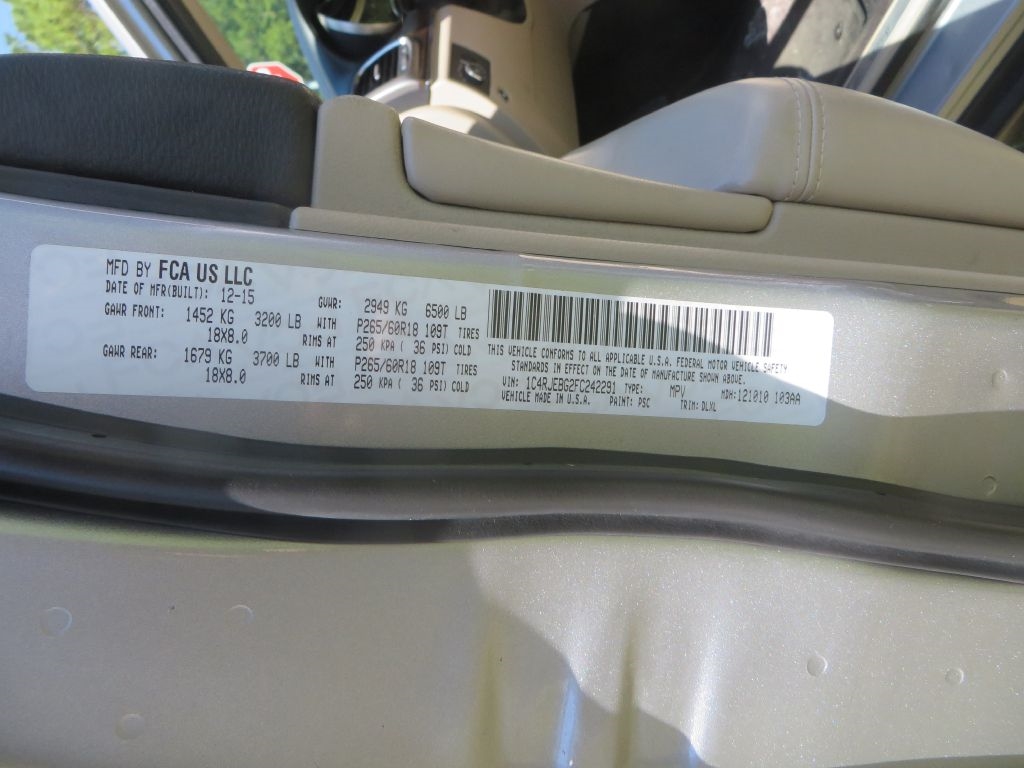 MFD BY FCA US LLC
DATE OF MFR(BUILT): 12-15 GVWR: 2949 KG 6500 LB
GAWR FRONT: 1452 KG 3200 LB WITH P265/60R18 109T TIRES
18X8.0 RIMS AT 250 KPA ( 36 PSI) COLD
GAWR REAR: 1679 KG 3700 LB WITH P265/60R18 109T TIRES
18X8.0 RIMS AT 250 KPA ( 36 PSI) COLD
THIS VEHICLE CONFORMS TO ALL APPLICABLE U.S.A. FEDERAL MOTOR VEHICLE SAFETY
STANDARDS IN EFFECT ON THE DATE OF MANUFACTURE SHOWN ABOVE.
VIN: 1C4RJEBG2FC242291 TYPE: MPV MDH: 121010 103AA
VEHICLE MADE IN U.S.A. PAINT: PSC TRIM: DLXL